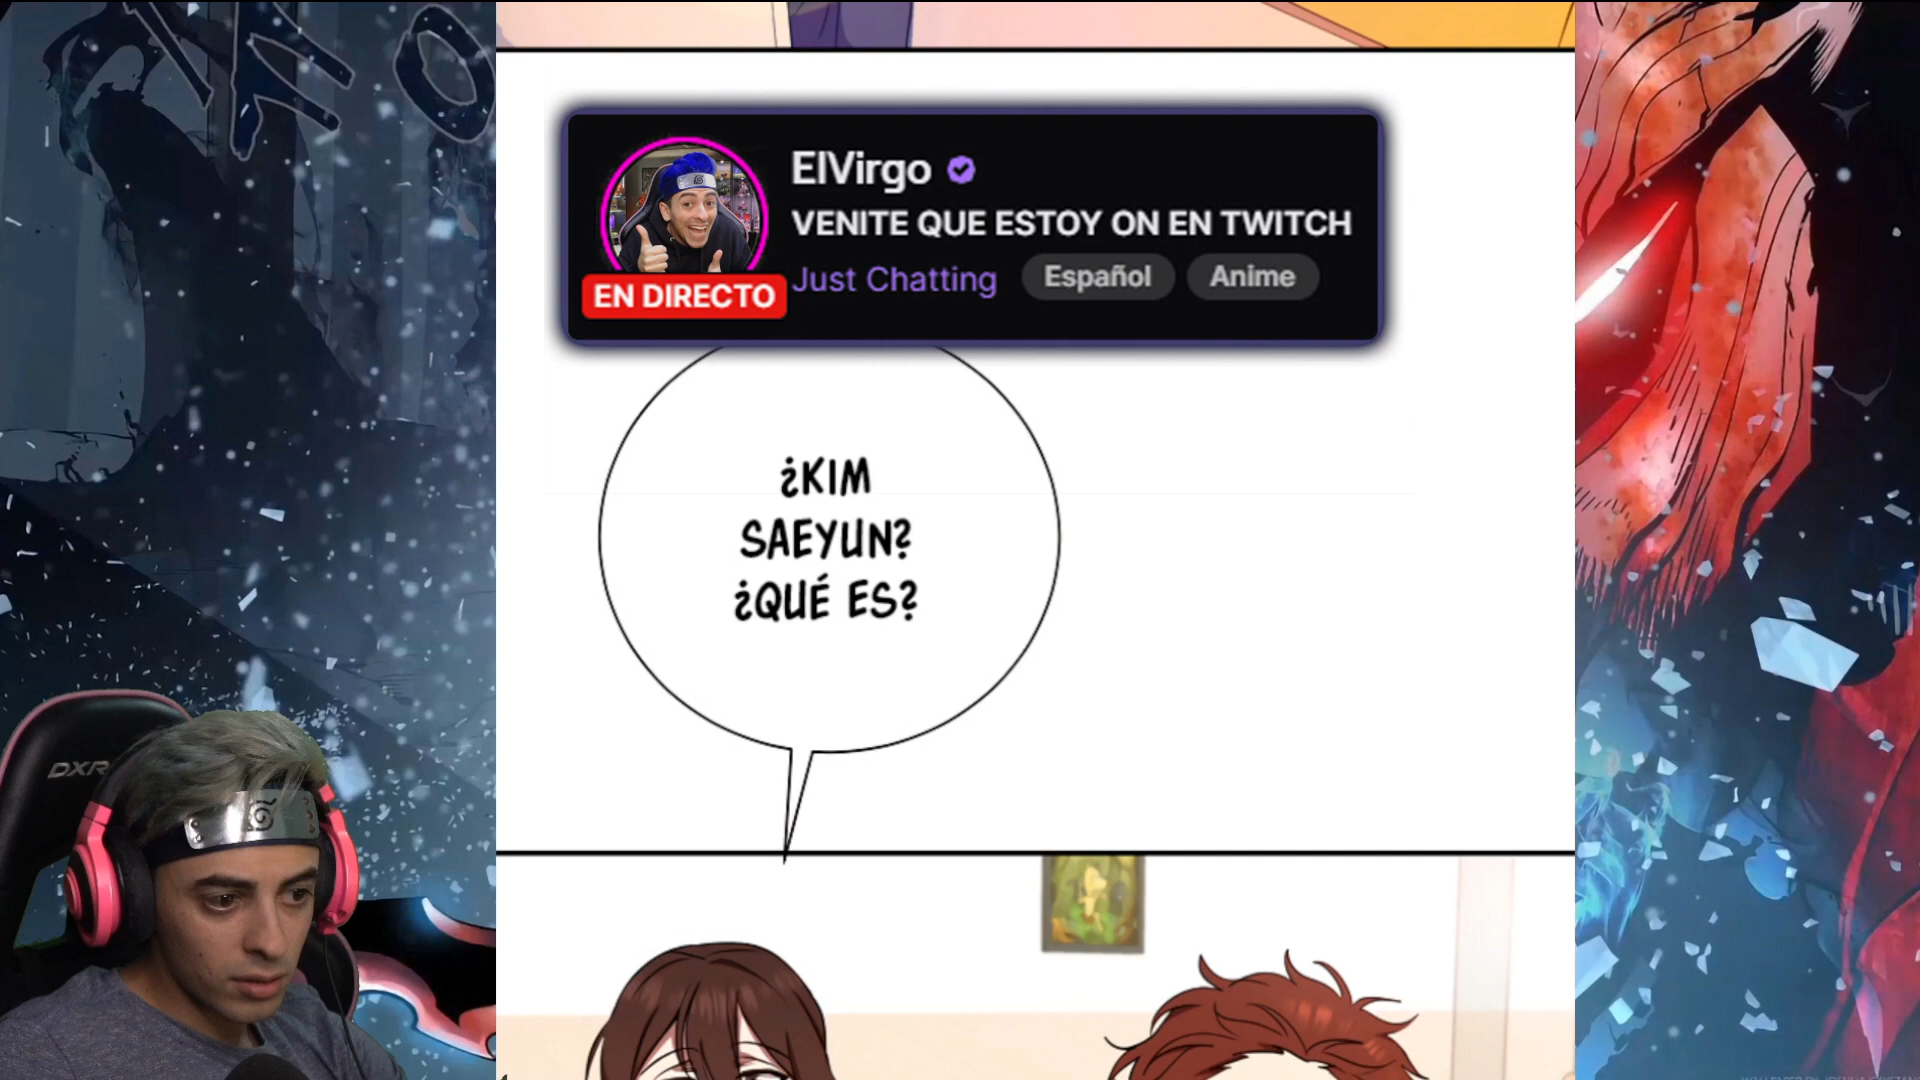 ElVirgo
VENITE QUE ESTOY ON EN TWITCH
Just Chatting
Español
Anime
EN DIRECTO
¿KIM
SAEYUN?
¿QUÉ ES?
DXR